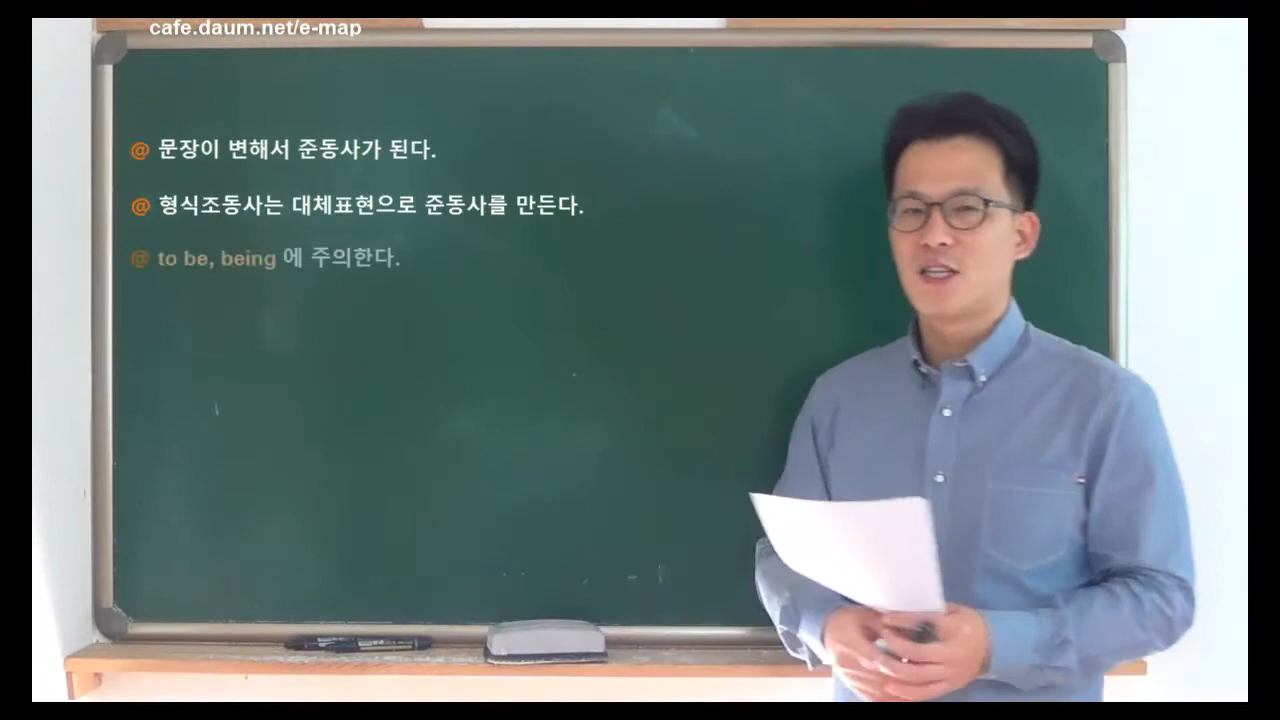 cafe.daum.net/e-map
@ 문장이 변해서 준동사가 된다.
@ 형식조동사는 대체표현으로 준동사를 만든다.
@ to be, being 에 주의한다.